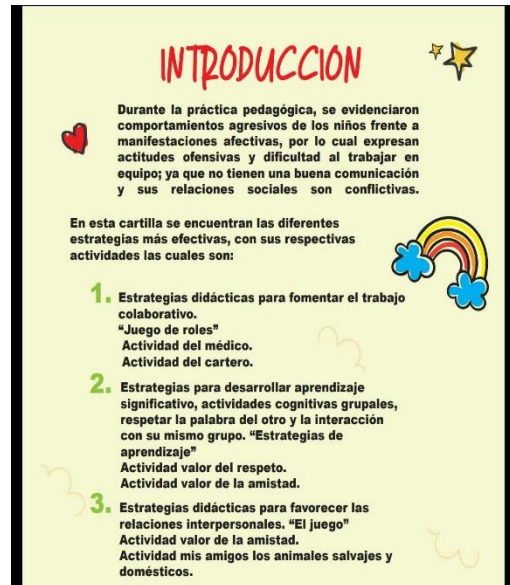 INTRODUCCION
Durante la práctica pedagógica, se evidenciaron
comportamientos agresivos de los niños frente a
manifestaciones afectivas, por lo cual expresan
actitudes ofensivas y dificultad al trabajar en
equipo; ya que no tienen una buena comunicación
y sus relaciones sociales son conflictivas.
En esta cartilla se encuentran las diferentes
estrategias más efectivas, con sus respectivas
actividades las cuales son:
1. Estrategias didácticas para fomentar el trabajo
colaborativo.
“Juego de roles”
Actividad del médico.
Actividad del cartero.
2. Estrategias para desarrollar aprendizaje
significativo, actividades cognitivas grupales,
respetar la palabra del otro y la interacción
con su mismo grupo. “Estrategias de
aprendizaje”
Actividad valor del respeto.
Actividad valor de la amistad.
3. Estrategias didácticas para favorecer las
relaciones interpersonales. “El juego”
Actividad valor de la amistad.
Actividad mis amigos los animales salvajes y
domésticos.